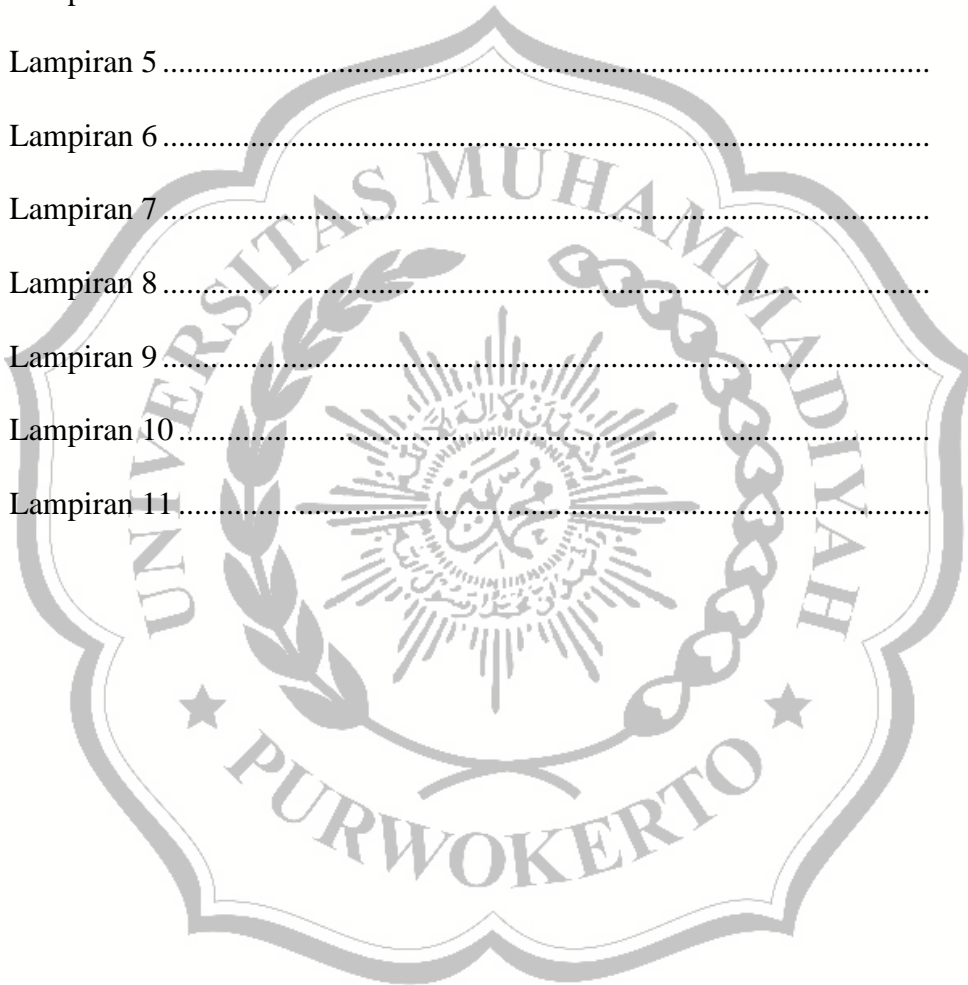 Lampiran 5 ................................................................................................
Lampiran 6 ................................................................................................
Lampiran 7 ................................................................................................
Lampiran 8 ................................................................................................
Lampiran 9 ................................................................................................
Lampiran 10 ..............................................................................................
Lampiran 11 ..............................................................................................
UNIVERSITAS MUHAMMADIYAH
PURWOKERTO